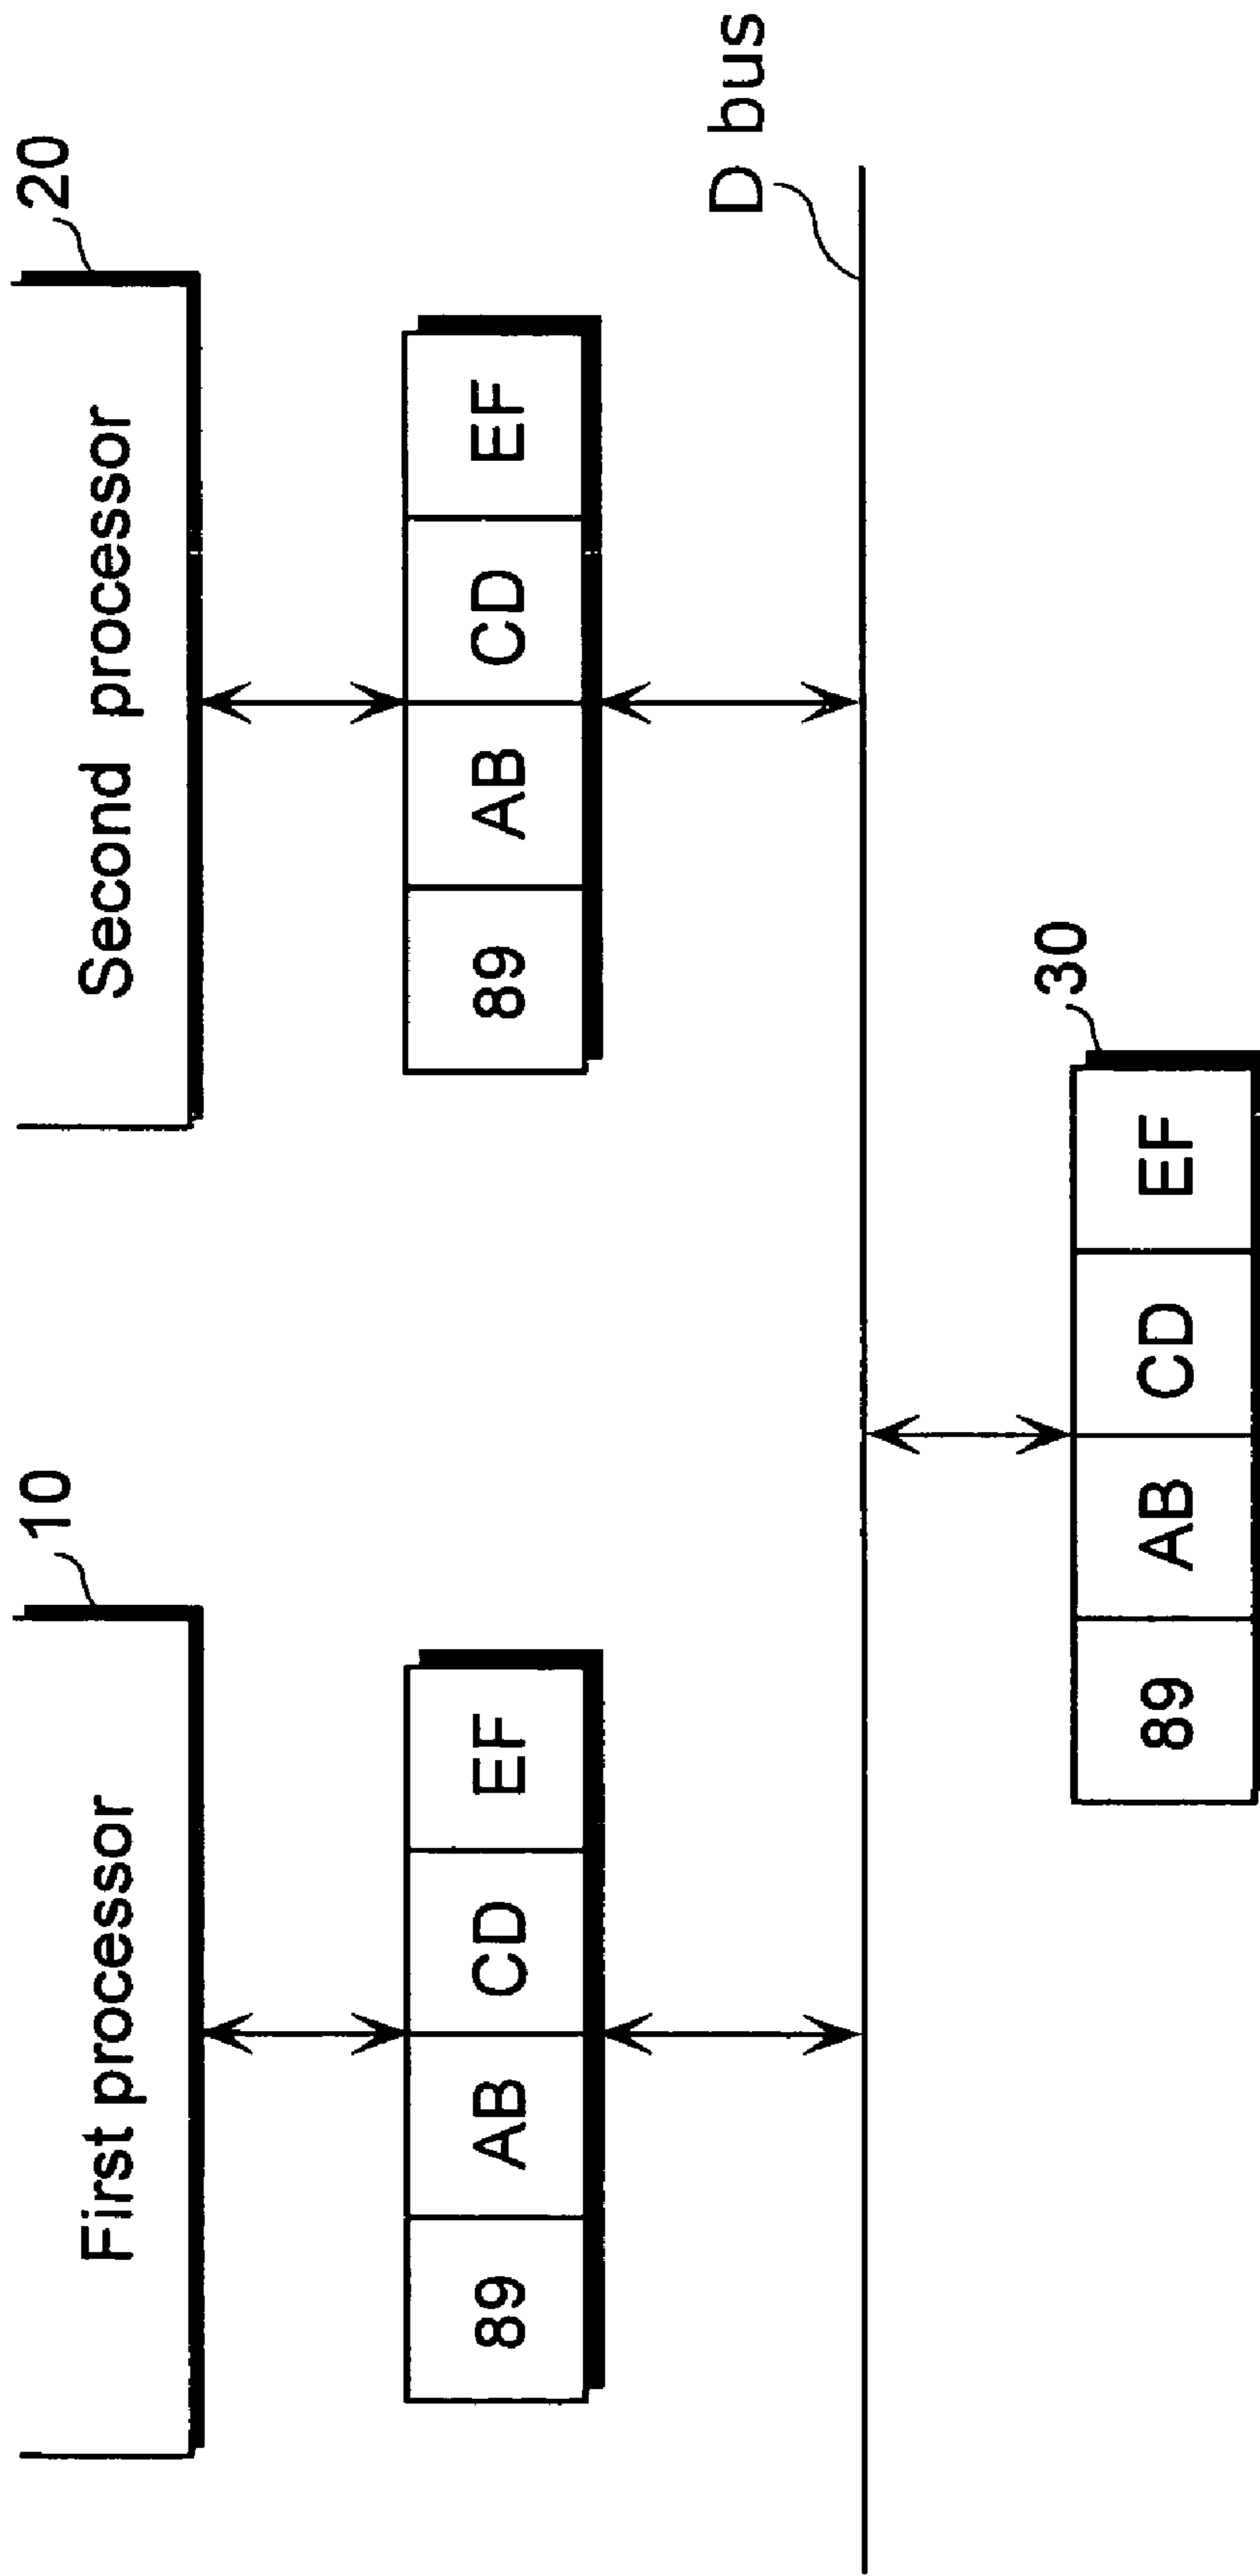 10
20
First processor
Second processor
89 AB CD EF
89 AB CD EF
D bus
30
89 AB CD EF